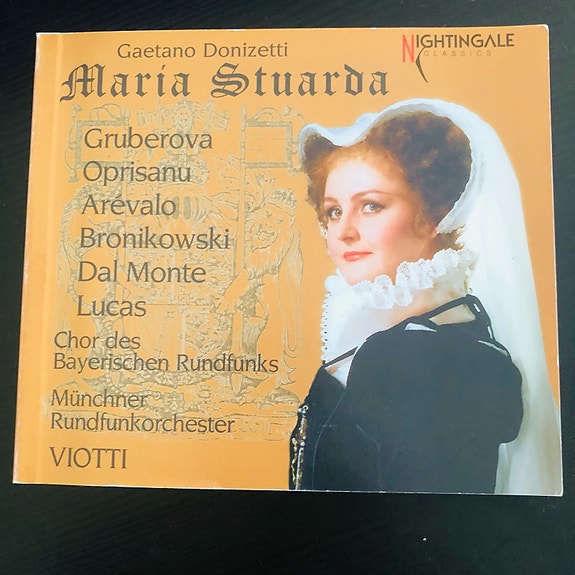 Gaetano Donizetti
NIGHTINGALE
CLASSICS
Maria Stuarda
Gruberova
Oprisanu
Arévalo
Bronikowski
Dal Monte
Lucas
Chor des
Bayerischen Rundfunks
Münchner
Rundfunkorchester
VIOTTI